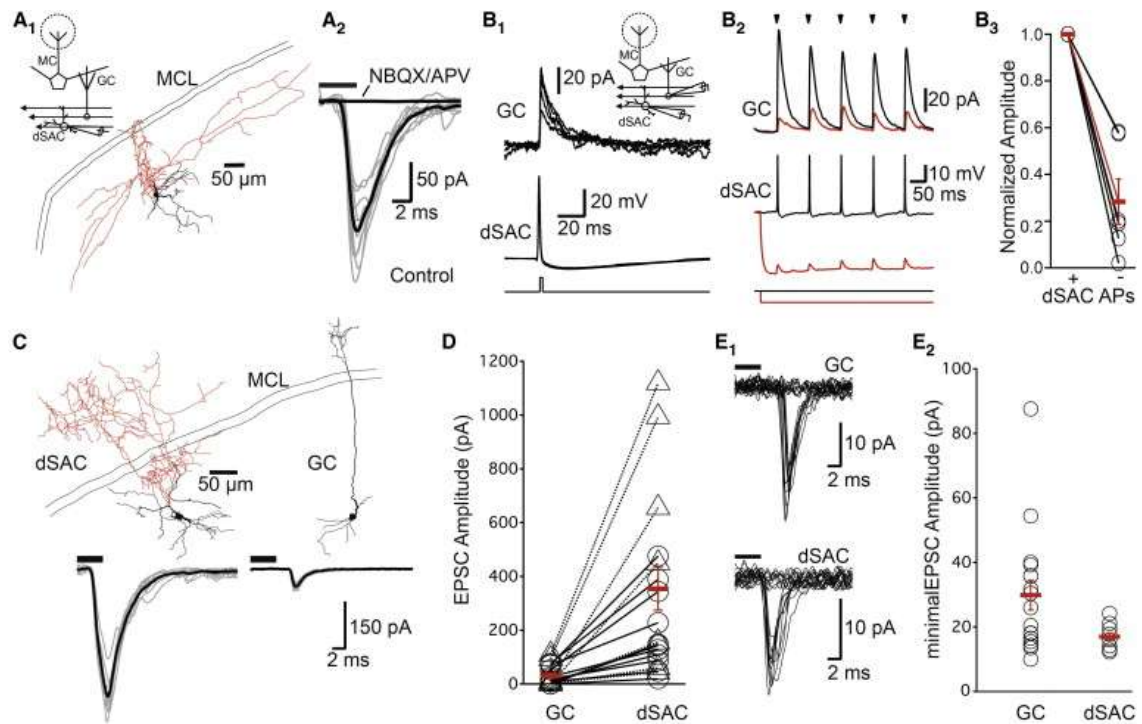 A1
MC
GC
dSAC
MCL
50 µm
A2
NBQX/APV
50 pA
2 ms
Control
B1
20 pA
MC
GC
dSAC
GC
20 mV
20 ms
dSAC
B2
GC
20 pA
10 mV
50 ms
dSAC
B3
Normalized Amplitude
1.0
0.8
0.6
0.4
0.2
0.0
+ -
dSAC APs
C
MCL
dSAC
GC
50 µm
150 pA
2 ms
D
EPSC Amplitude (pA)
1200
1000
800
600
400
200
0
GC dSAC
E1
GC
10 pA
2 ms
dSAC
10 pA
2 ms
E2
minimalEPSC Amplitude (pA)
100
80
60
40
20
0
GC dSAC